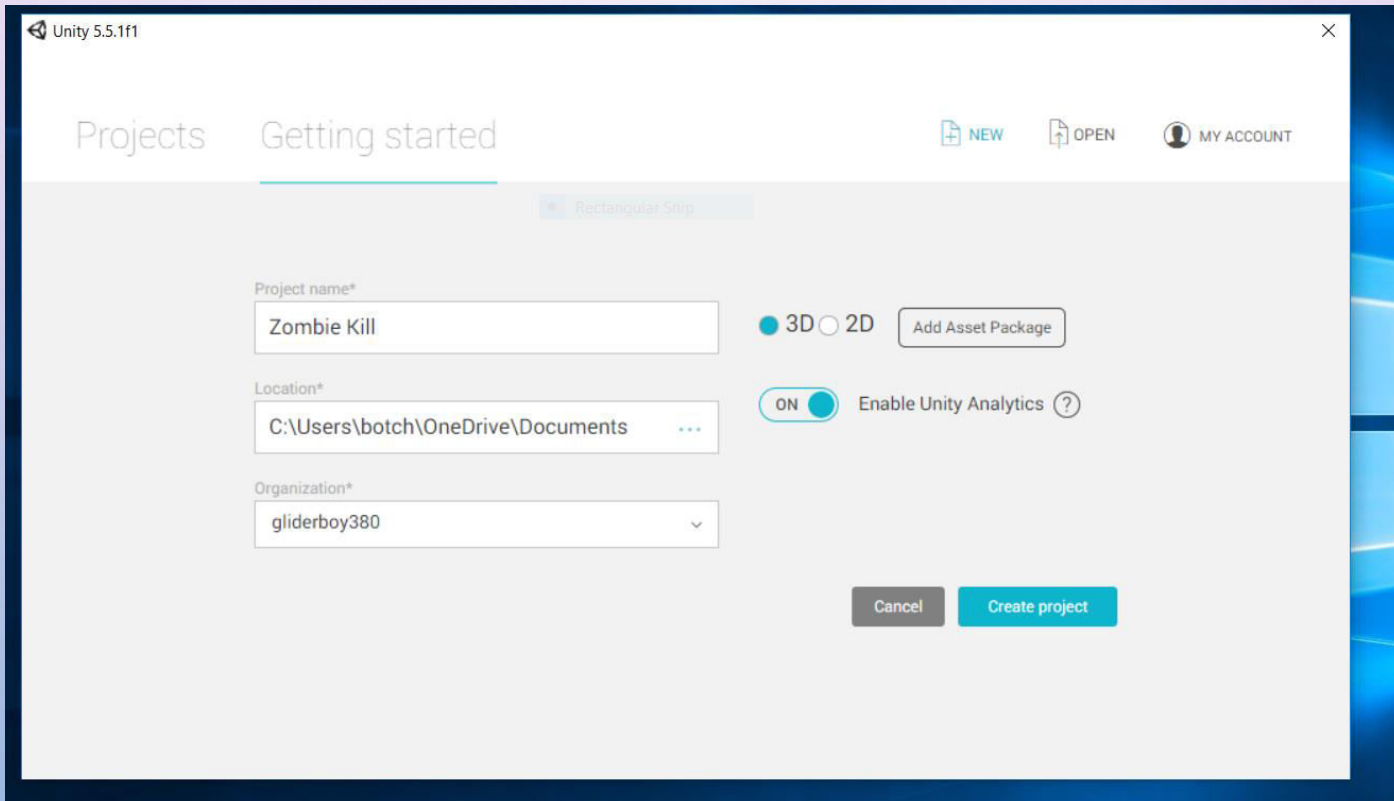 Unity 5.5.1f1
Projects Getting started NEW OPEN MY ACCOUNT
Rectangular Snip
Project name*
Zombie Kill
3D 2D Add Asset Package
Location*
C:\Users\botch\OneDrive\Documents ...
ON Enable Unity Analytics ?
Organization*
gliderboy380
Cancel Create project